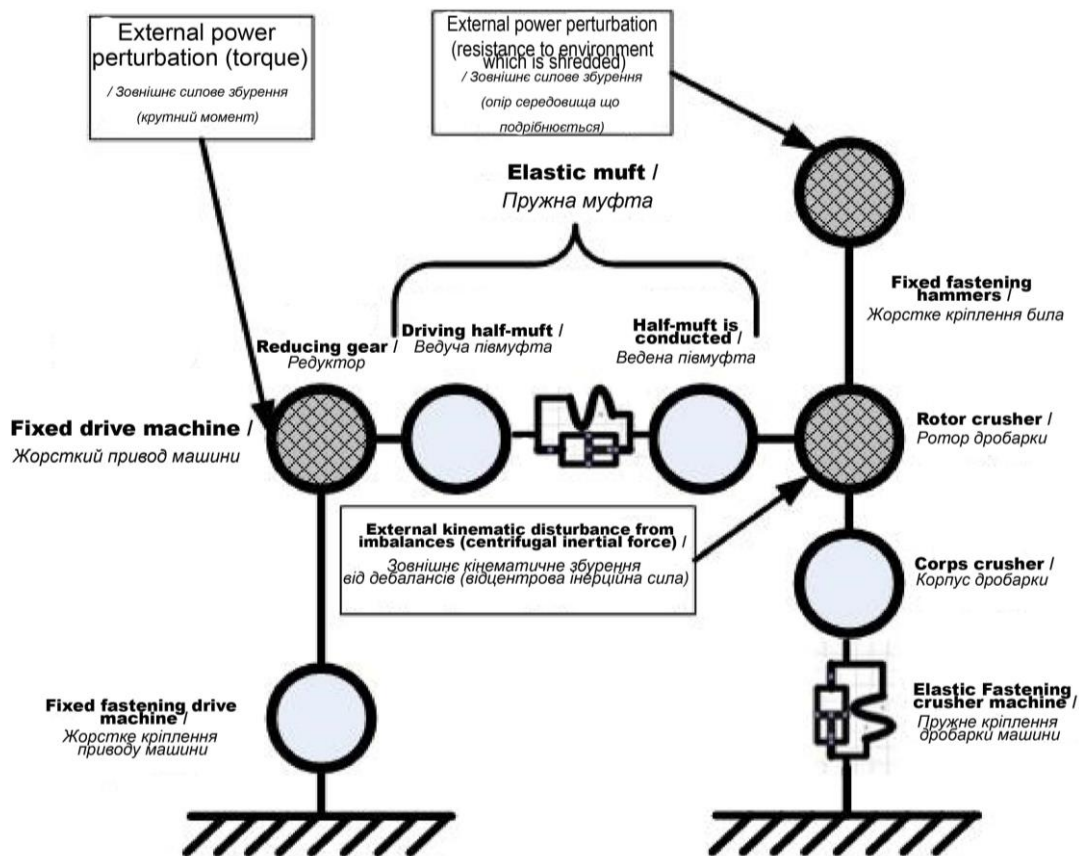 External power
perturbation (torque)
/ Зовнішнє силове збурення
(крутний момент)
External power perturbation
(resistance to environment
which is shredded)
/ Зовнішнє силове збурення
(опір середовища що
подрібнюється)
Elastic muft /
Пружна муфта
Fixed fastening
hammers /
Жорстке кріплення била
Reducing gear /
Редуктор
Driving half-muft /
Ведуча півмуфта
Half-muft is
conducted /
Ведена півмуфта
Fixed drive machine /
Жорсткий привод машини
Rotor crusher /
Ротор дробарки
External kinematic disturbance from
imbalances (centrifugal inertial force) /
Зовнішнє кінематичне збурення
від дебалансів (відцентрова інерційна сила)
Corps crusher /
Корпус дробарки
Fixed fastening drive
machine /
Жорстке кріплення
приводу машини
Elastic Fastening
crusher machine /
Пружне кріплення
дробарки машини